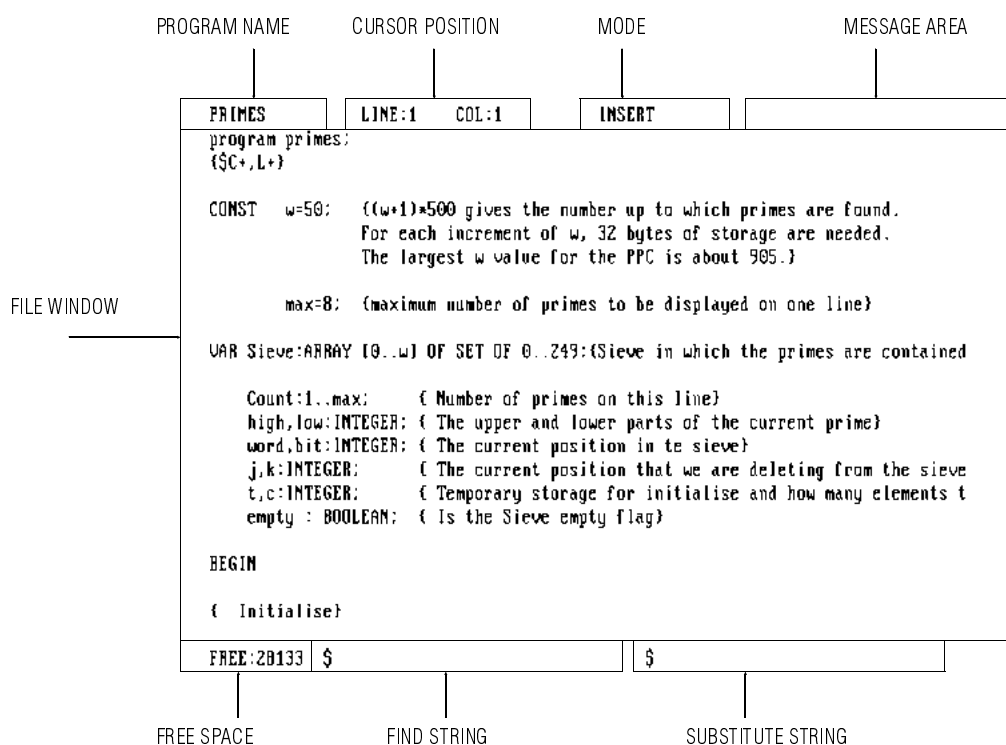 PROGRAM NAME CURSOR POSITION MODE MESSAGE AREA
PRIMES LINE:1 COL:1 INSERT
program primes;
{$C+,L+}
CONST w=50; {(w+1)*500 gives the number up to which primes are found.
For each increment of w, 32 bytes of storage are needed.
The largest w value for the PPC is about 905.}
FILE WINDOW
max=8; {maximum number of primes to be displayed on one line}
VAR Sieve:ARRAY [0..w] OF SET OF 0..249;{Sieve in which the primes are contained
Count:1..max; { Number of primes on this line}
high,low:INTEGER; { The upper and lower parts of the current prime}
word,bit:INTEGER; { The current position in te sieve}
j,k:INTEGER; { The current position that we are deleting from the sieve
t,c:INTEGER; { Temporary storage for initialise and how many elements t
empty : BOOLEAN; { Is the Sieve empty flag}
BEGIN
{ Initialise}
FREE:28133 $ $
FREE SPACE FIND STRING SUBSTITUTE STRING